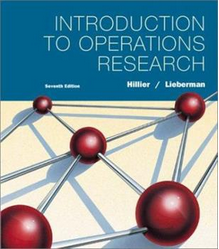 INTRODUCTION
TO OPERATIONS
RESEARCH
Seventh Edition
Hillier / Lieberman